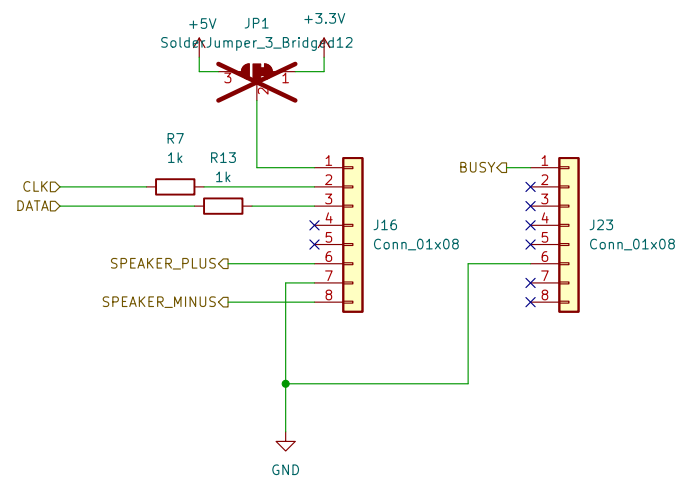 +5V
JP1
+3.3V
SolderJumper_3_Bridged12
3
1
2
R7
1k
R13
1k
CLK
DATA
SPEAKER_PLUS
SPEAKER_MINUS
1
2
3
4
5
6
7
8
J16
Conn_01x08
BUSY
1
2
3
4
5
6
7
8
J23
Conn_01x08
GND